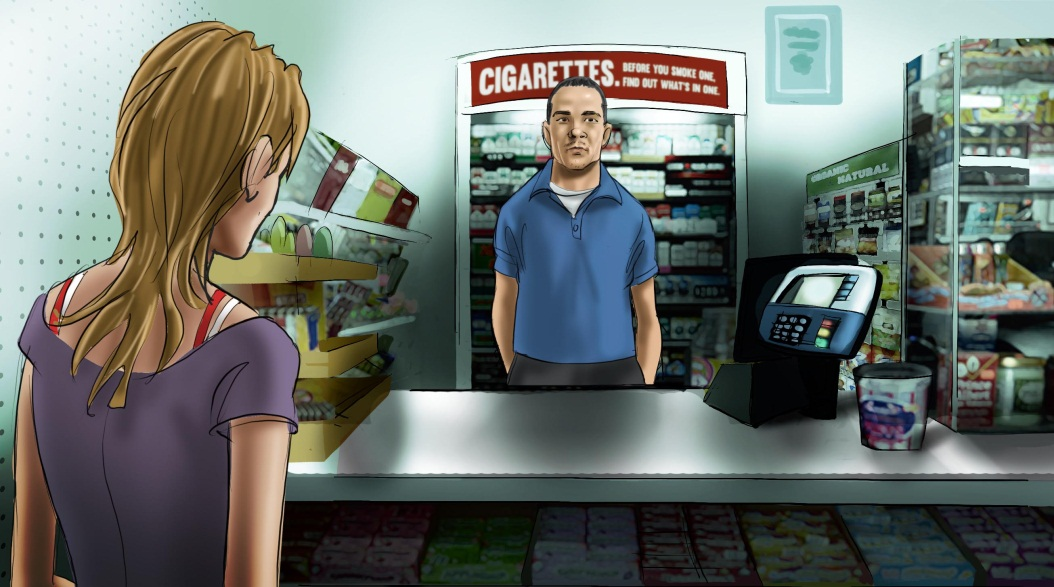 CIGARETTES.
BEFORE YOU SMOKE ONE,
FIND OUT WHAT'S IN ONE.
ORGANIC
NATURAL